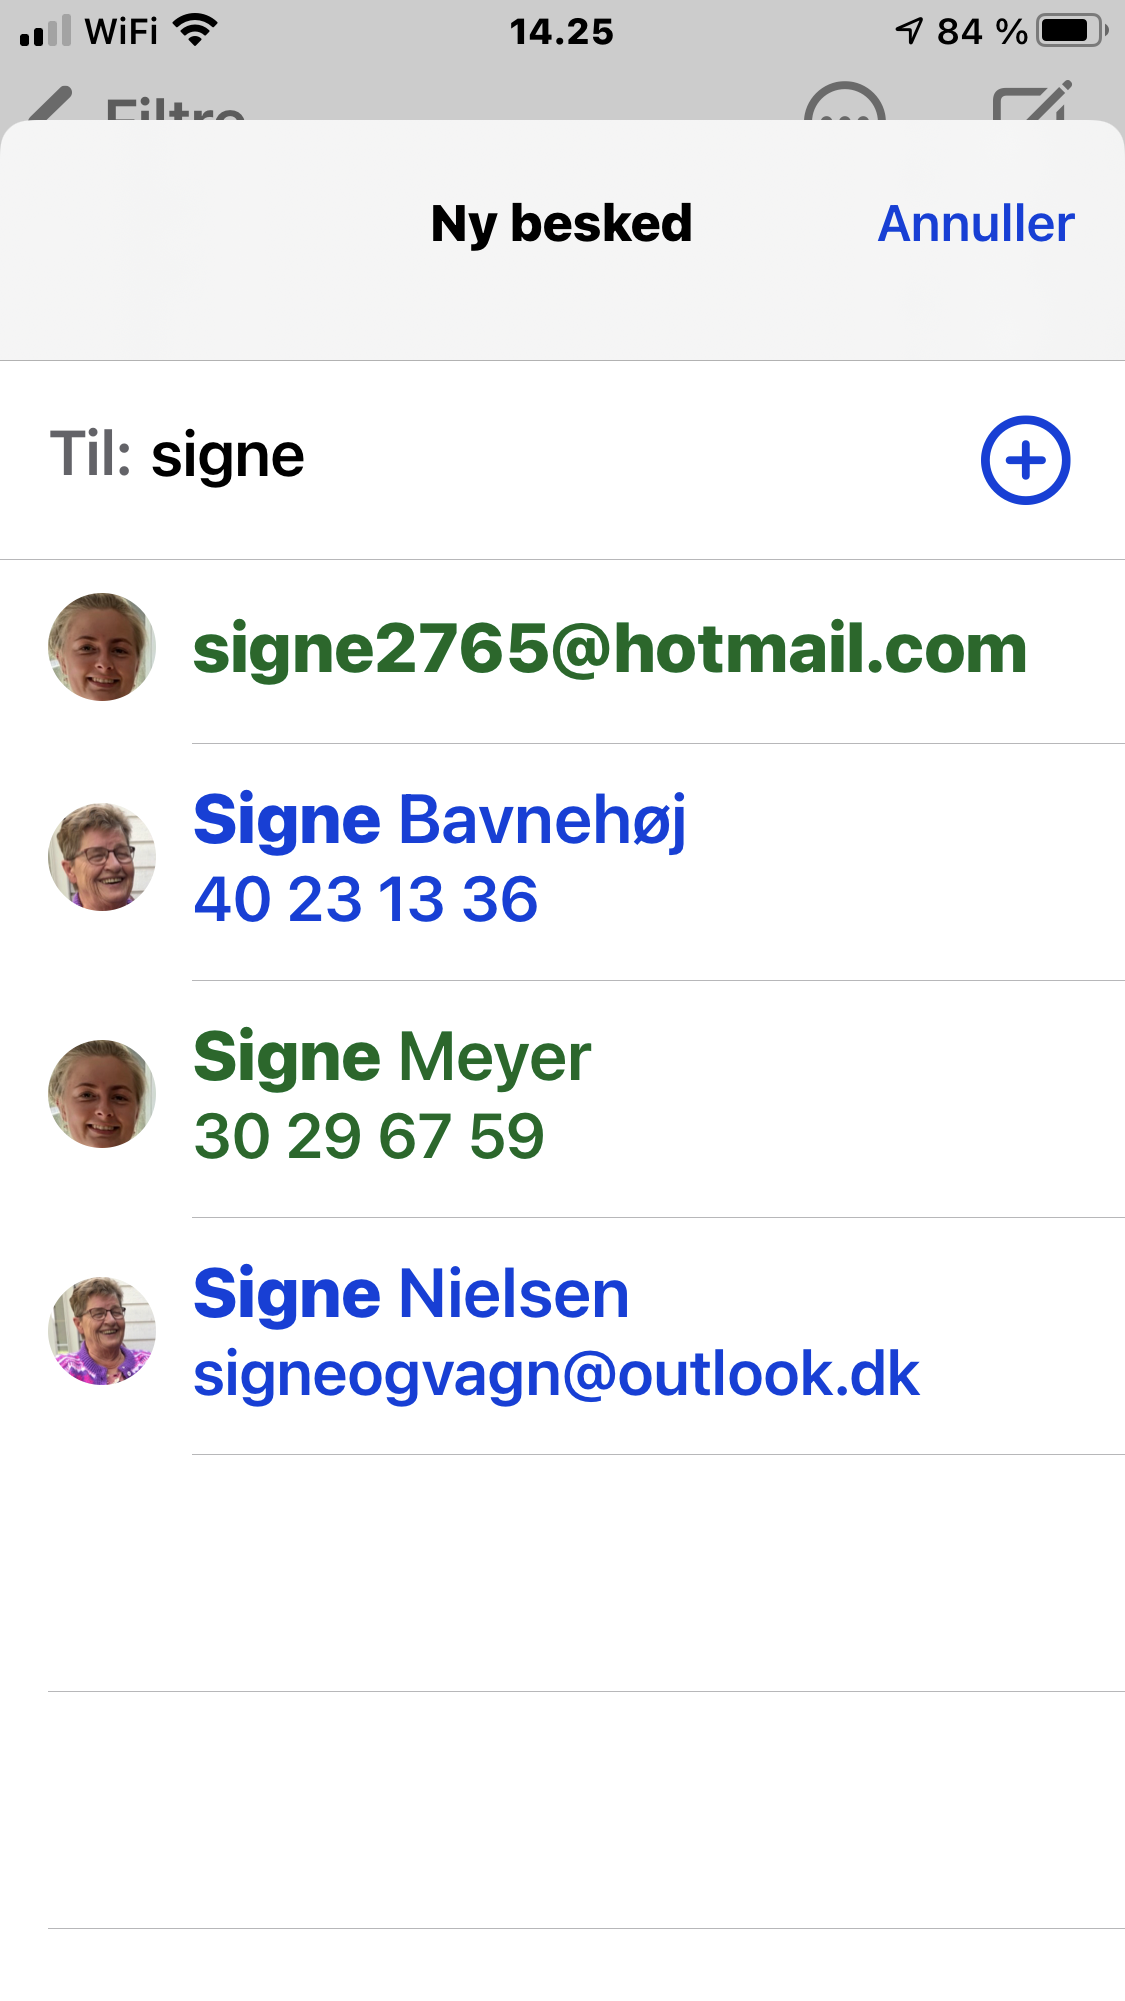 WiFi 14.25 84 %
Filtre
Ny besked Annuller
Til: signe
signe2765@hotmail.com
Signe Bavnehøj
40 23 13 36
Signe Meyer
30 29 67 59
Signe Nielsen
signeogvagn@outlook.dk